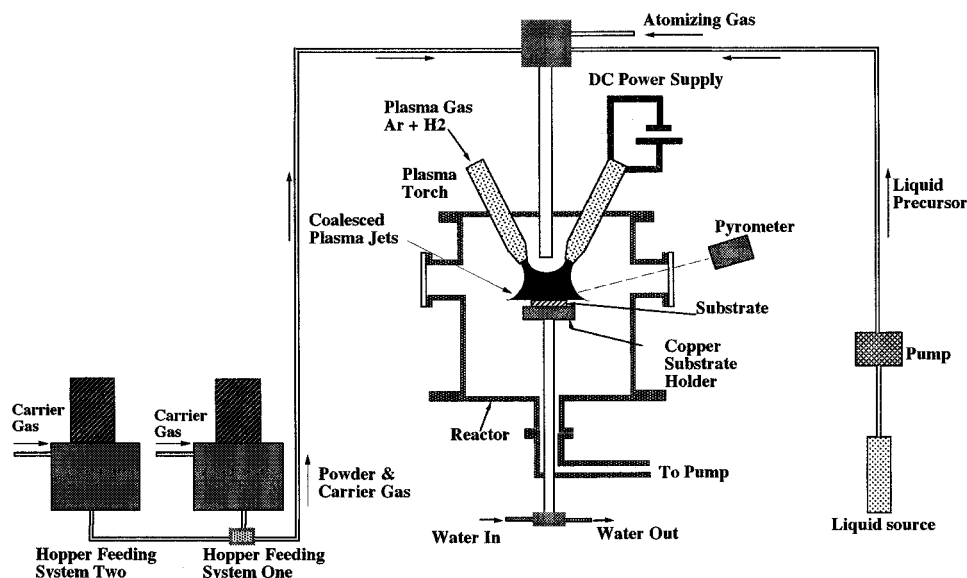 Atomizing Gas
DC Power Supply
Plasma Gas
Ar + H2
Plasma
Torch
Liquid
Precursor
Coalesced
Plasma Jets
Pyrometer
Substrate
Copper
Substrate
Holder
Pump
Carrier
Gas
Carrier
Gas
Reactor
Powder &
Carrier Gas
To Pump
Liquid source
Water In
Water Out
Hopper Feeding
System Two
Hopper Feeding
System One